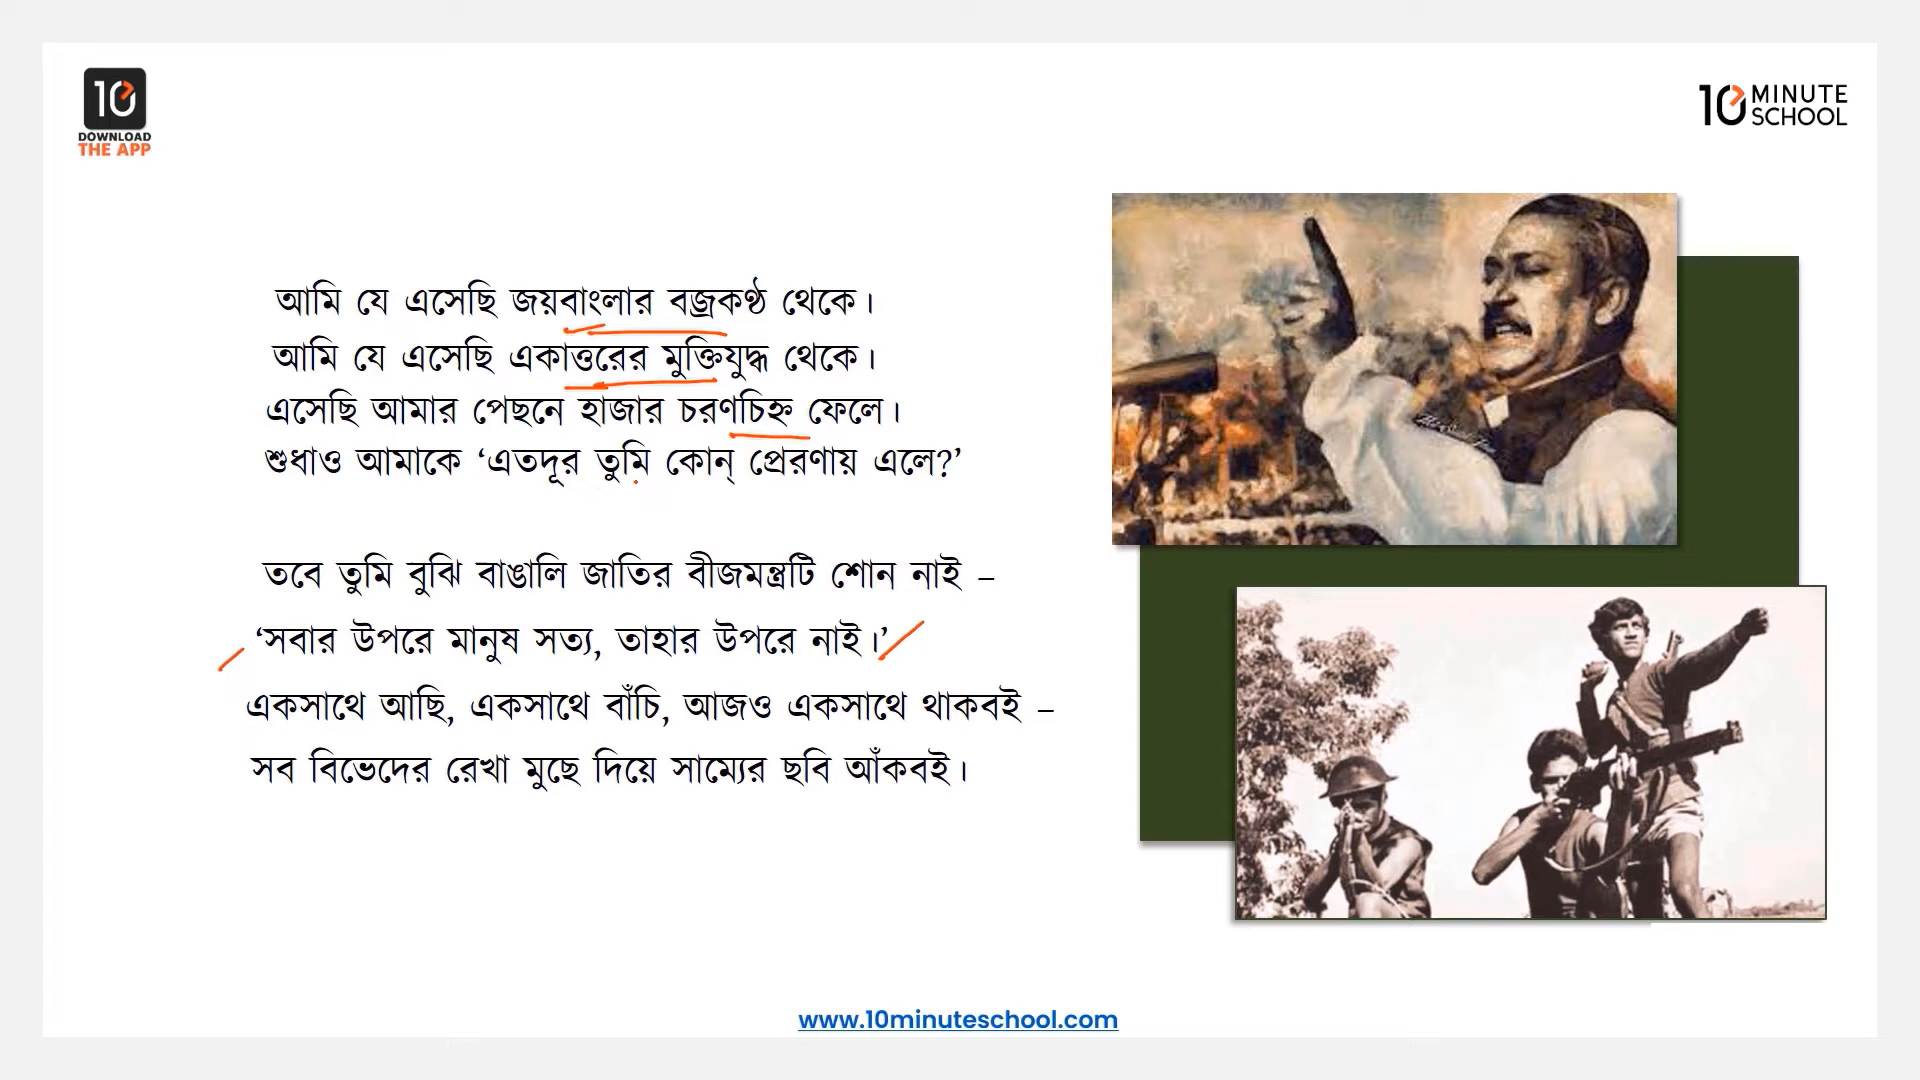 10
DOWNLOAD
THE APP
10 MINUTE
SCHOOL
আমি যে এসেছি জয়বাংলার বজ্রকণ্ঠ থেকে।
আমি যে এসেছি একাত্তরের মুক্তিযুদ্ধ থেকে।
এসেছি আমার পেছনে হাজার চরণচিহ্ন ফেলে।
শুধাও আমাকে ‘এতদূর তুমি কোন্ প্রেরণায় এলে?’
তবে তুমি বুঝি বাঙালি জাতির বীজমন্ত্রটি শোন নাই –
‘সবার উপরে মানুষ সত্য, তাহার উপরে নাই।’
একসাথে আছি, একসাথে বাঁচি, আজও একসাথে থাকবই –
সব বিভেদের রেখা মুছে দিয়ে সাম্যের ছবি আঁকবই।
www.10minuteschool.com